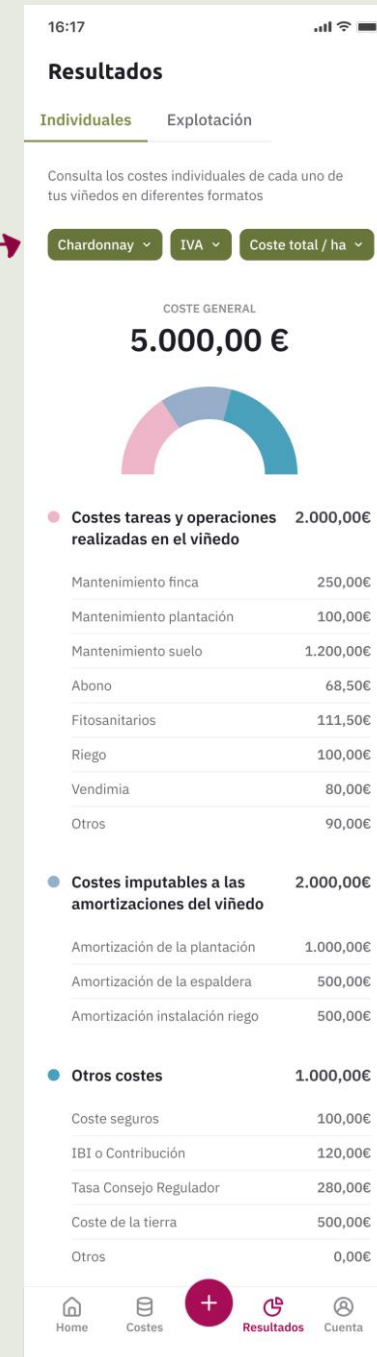 16:17
Resultados
Individuales Explotación
Consulta los costes individuales de cada uno de
tus viñedos en diferentes formatos
Chardonnay IVA Coste total / ha
COSTE GENERAL
5.000,00 €
Costes tareas y operaciones 2.000,00€
realizadas en el viñedo
Mantenimiento finca 250,00€
Mantenimiento plantación 100,00€
Mantenimiento suelo 1.200,00€
Abono 68,50€
Fitosanitarios 111,50€
Riego 100,00€
Vendimia 80,00€
Otros 90,00€
Costes imputables a las 2.000,00€
amortizaciones del viñedo
Amortización de la plantación 1.000,00€
Amortización de la espaldera 500,00€
Amortización instalación riego 500,00€
Otros costes 1.000,00€
Coste seguros 100,00€
IBI o Contribución 120,00€
Tasa Consejo Regulador 280,00€
Coste de la tierra 500,00€
Otros 0,00€
Home Costes + Resultados Cuenta